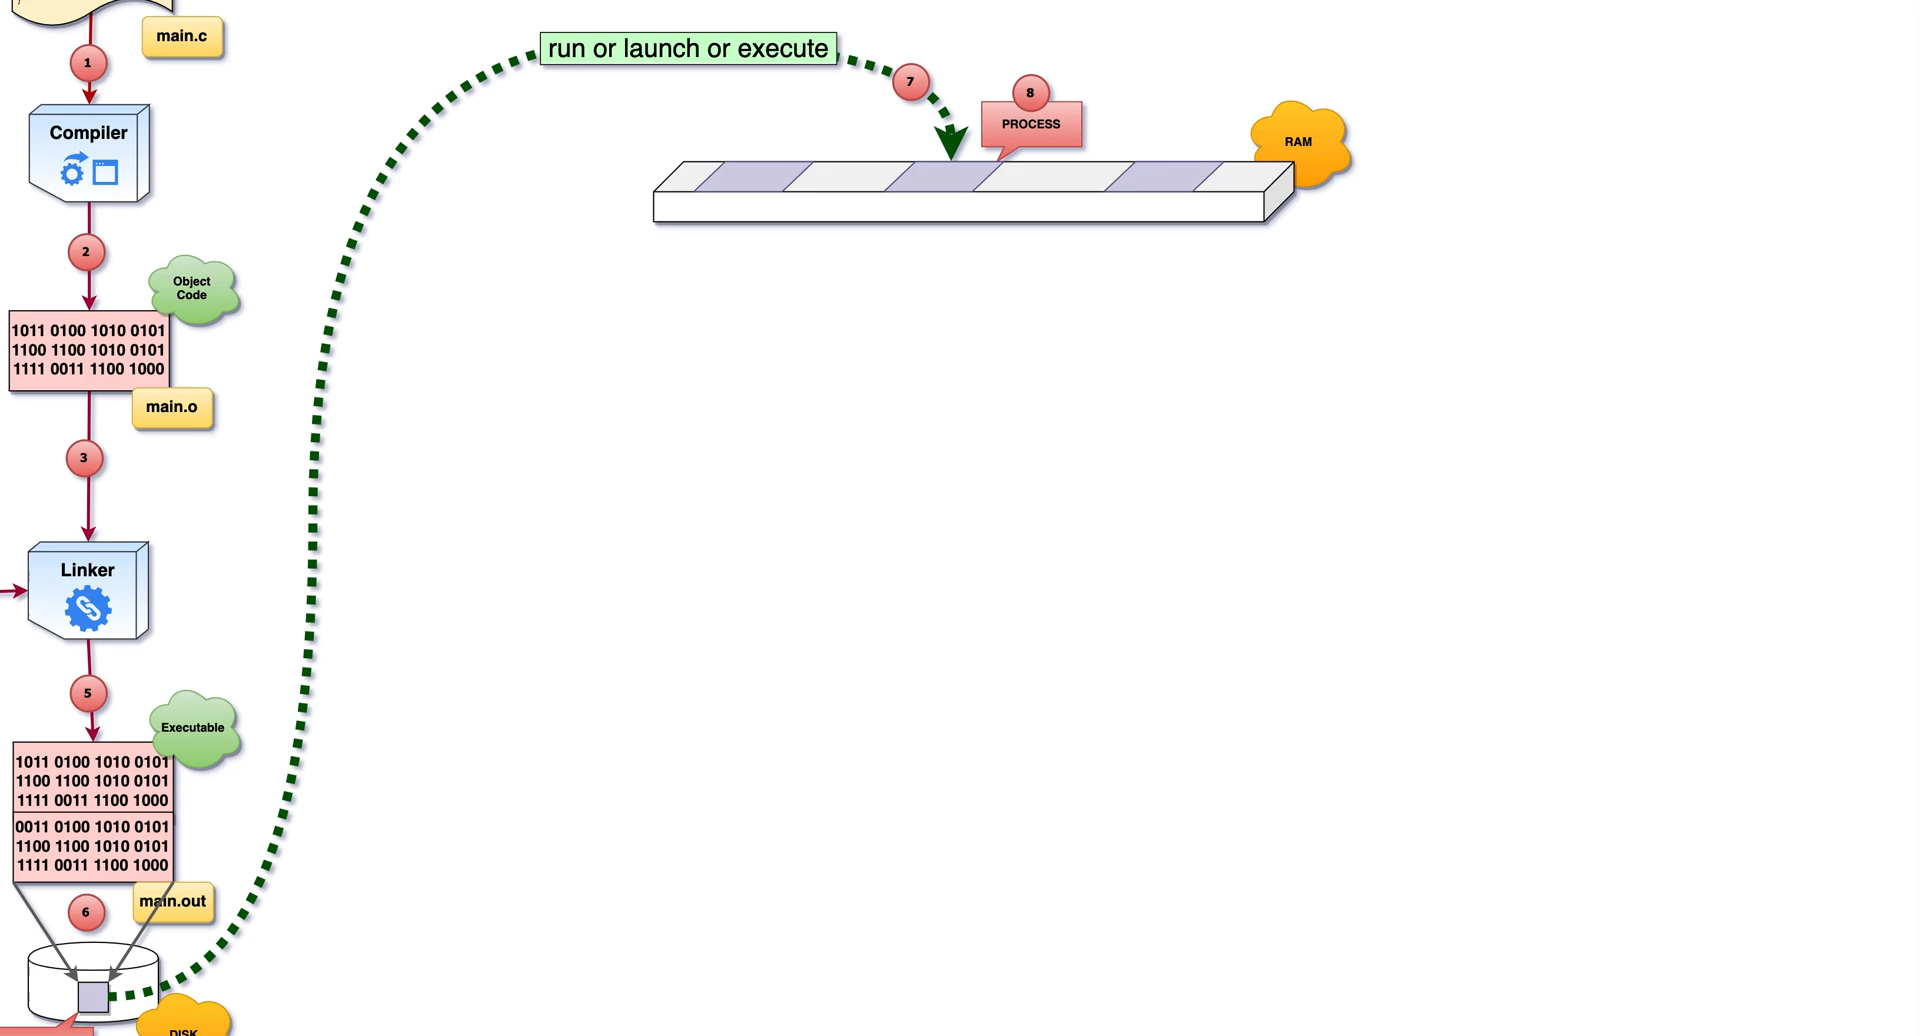 main.c
1
Compiler
2
Object
Code
1011 0100 1010 0101
1100 1100 1010 0101
1111 0011 1100 1000
main.o
3
Linker
5
Executable
1011 0100 1010 0101
1100 1100 1010 0101
1111 0011 1100 1000
0011 0100 1010 0101
1100 1100 1010 0101
1111 0011 1100 1000
main.out
6
DISK
run or launch or execute
7
8
PROCESS
RAM